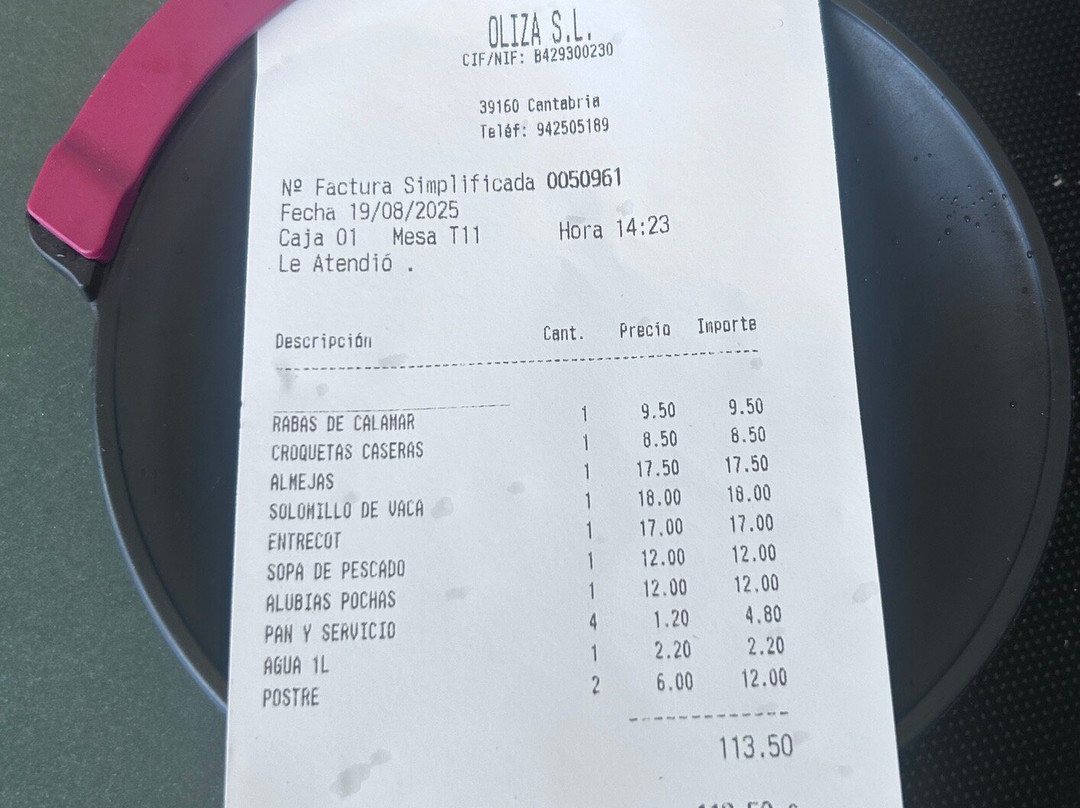 OLIZA S.L.
CIF/NIF: B429300230
39160 Cantabria
Teléf: 942505189
Nº Factura Simplificada 0050961
Fecha 19/08/2025
Caja 01 Mesa T11 Hora 14:23
Le Atendió .
Descripción Cant. Precio Importe
RABAS DE CALAMAR 1 9.50 9.50
CROQUETAS CASERAS 1 8.50 8.50
ALMEJAS 1 17.50 17.50
SOLOMILLO DE VACA 1 18.00 18.00
ENTRECOT 1 17.00 17.00
SOPA DE PESCADO 1 12.00 12.00
ALUBIAS POCHAS 1 12.00 12.00
PAN Y SERVICIO 4 1.20 4.80
AGUA 1L 1 2.20 2.20
POSTRE 2 6.00 12.00
113.50